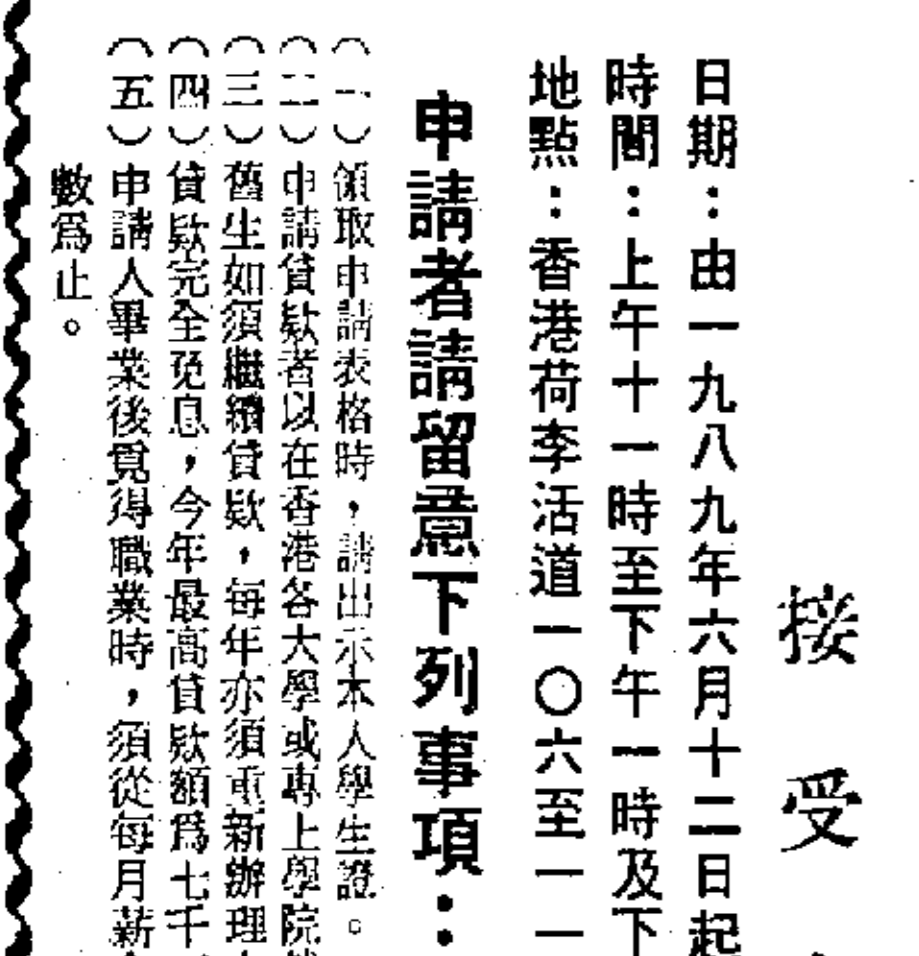 接受
日期：由一九八九年六月十二日起
時間：上午十一時至下午一時及下
地點：香港荷李活道一〇六至一一
申請者請留意下列事項：
（一）領取申請表格時，請出示本人學生證。
（二）申請貸款者以在香港各大學或專上學院
（三）舊生如須繼續貸款，每年亦須重新辦理
（四）貸款完全免息，今年最高貸款額爲七千
（五）申請人畢業後覓得職業時，須從每月薪
數爲止。